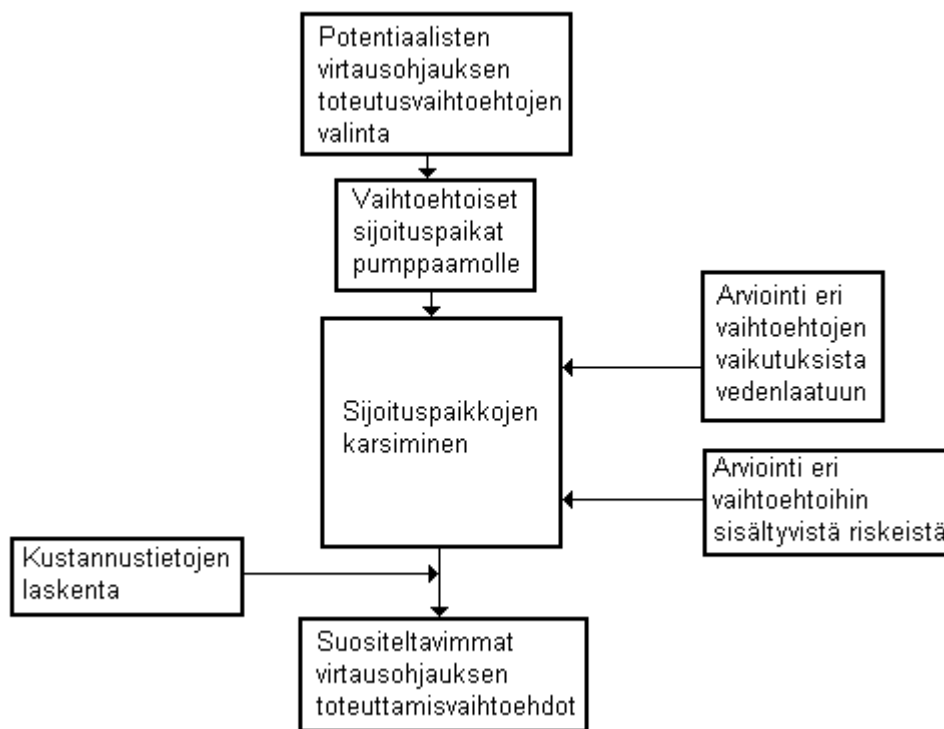 Potentiaalisten
virtausohjauksen
toteutusvaihtoehtojen
valinta
Vaihtoehtoiset
sijoituspaikat
pumppaamolle
Arviointi eri
vaihtoehtojen
vaikutuksista
vedenlaatuun
Sijoituspaikkojen
karsiminen
Arviointi eri
vaihtoehtoihin
sisältyvistä riskeistä
Kustannustietojen
laskenta
Suositeltavimmat
virtausohjauksen
toteuttamisvaihtoehdot